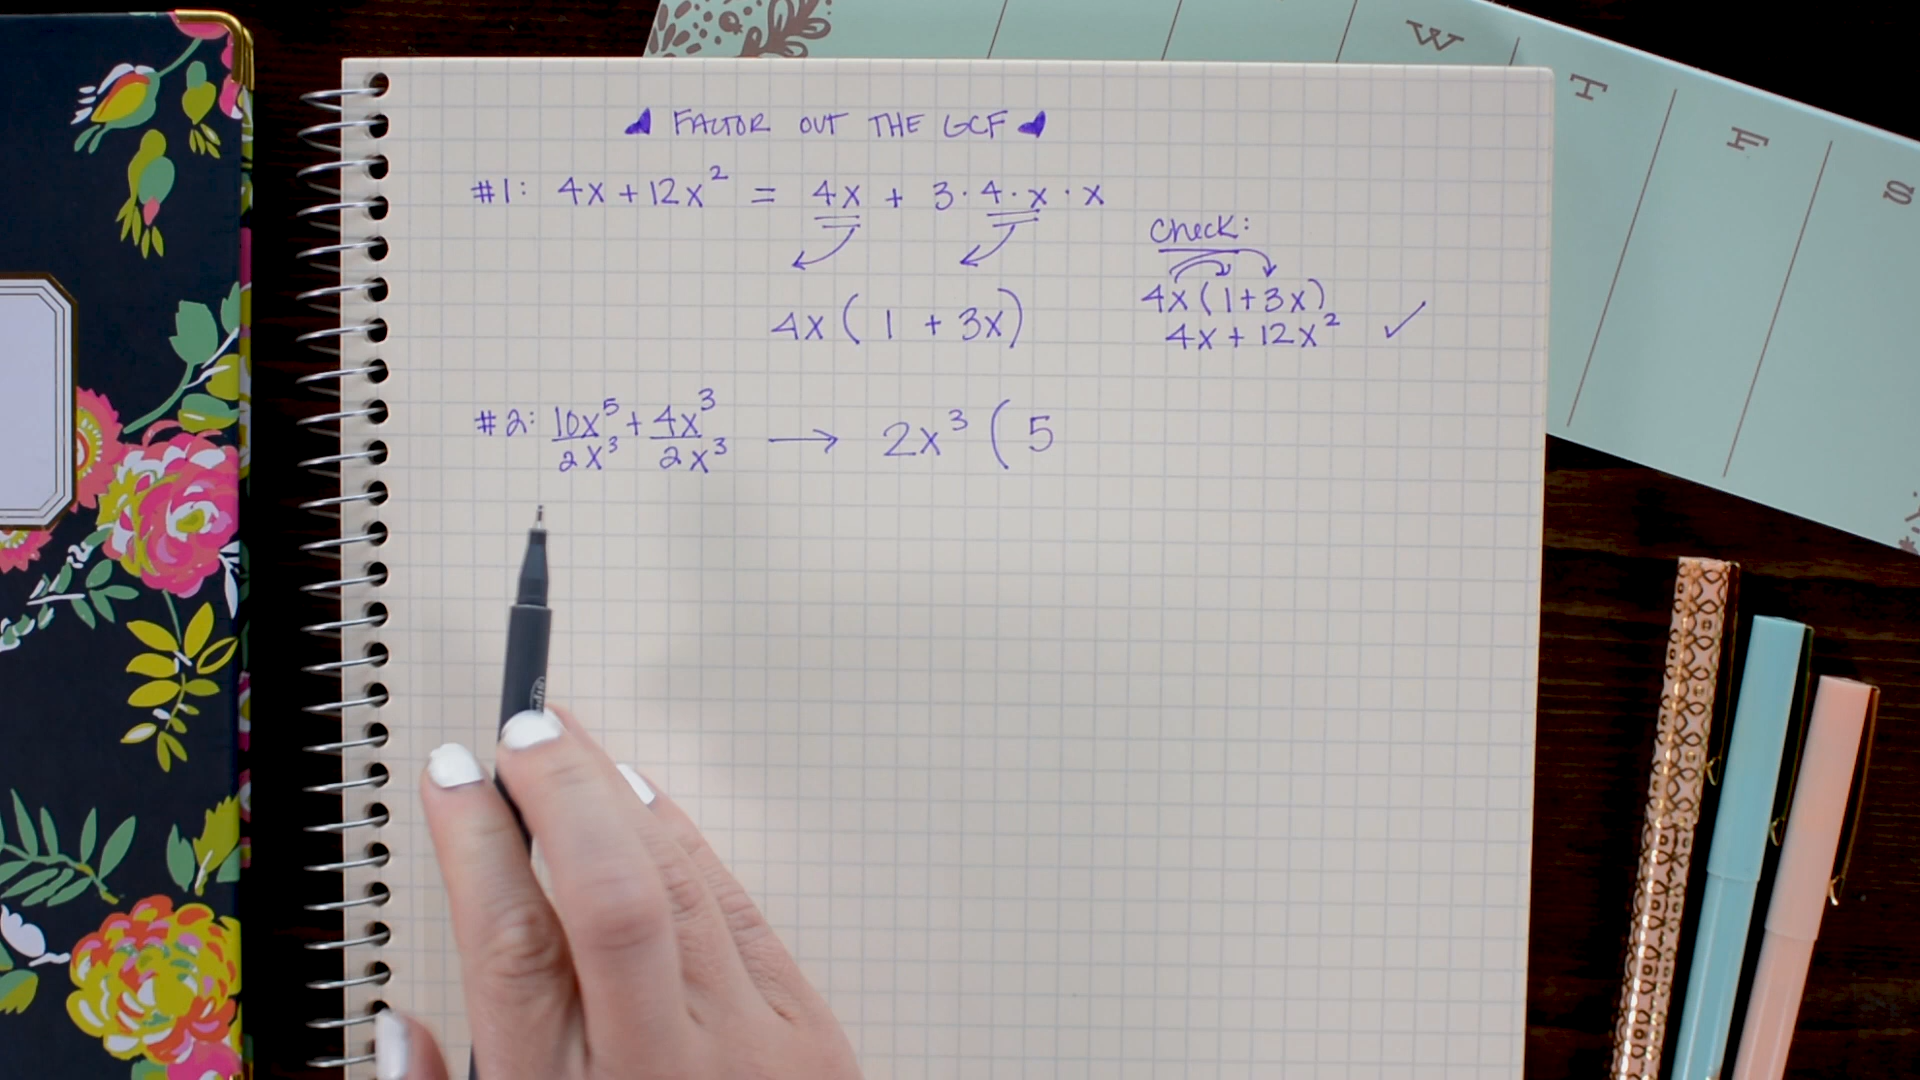 FACTOR OUT THE GCF
#1: 4x + 12x² = 4x + 3 · 4 · x · x
Check:
4x ( 1 + 3x)
4x (1 + 3x)
4x + 12x² ✓
#2: 10x⁵ + 4x³ → 2x³ ( 5
2x³ 2x³
W
T
F
S